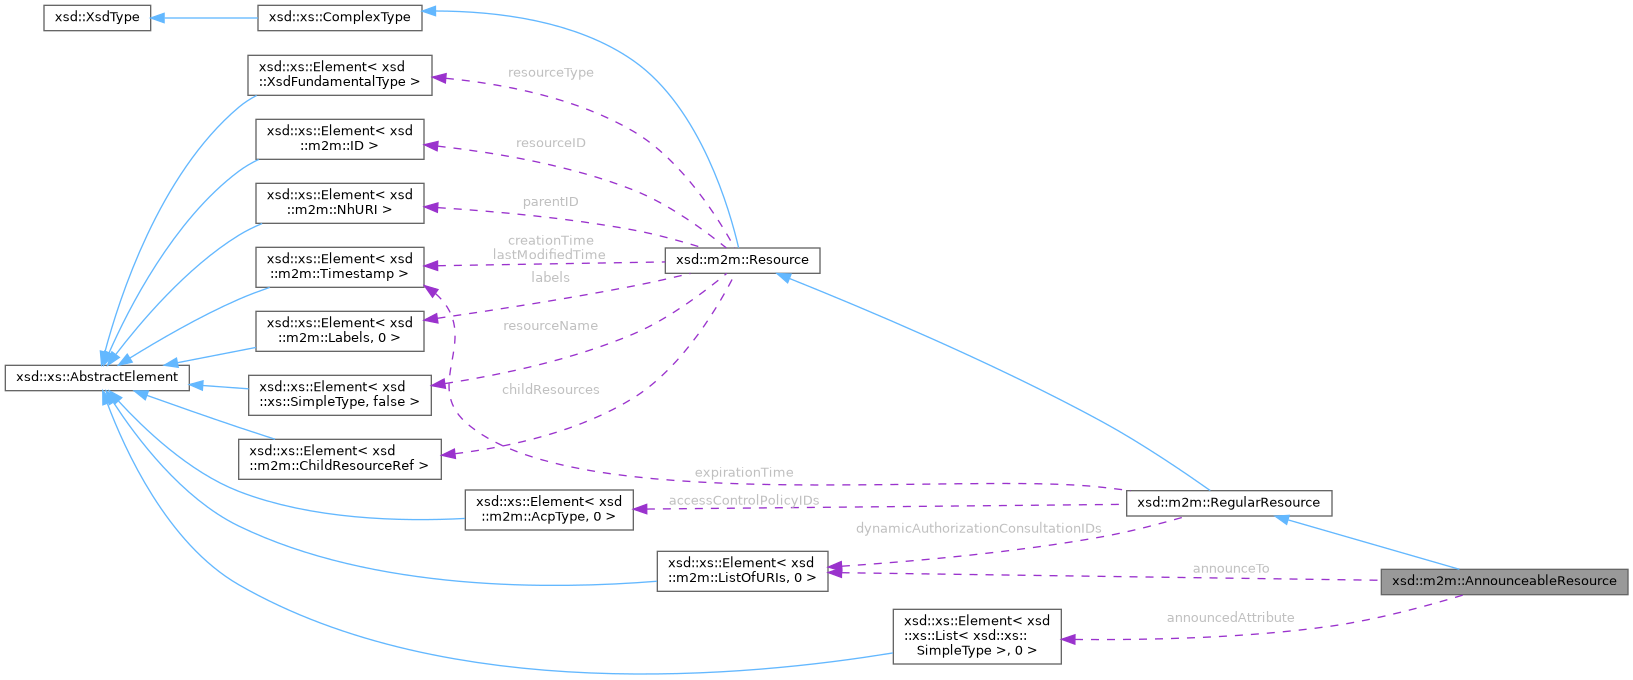 xsd::XsdType
xsd::xs::ComplexType
xsd::xs::Element< xsd
::XsdFundamentalType >
resourceType
xsd::xs::Element< xsd
::m2m::ID >
resourceID
xsd::xs::Element< xsd
::m2m::NhURI >
parentID
xsd::xs::Element< xsd
::m2m::Timestamp >
creationTime
lastModifiedTime
xsd::m2m::Resource
labels
xsd::xs::Element< xsd
::m2m::Labels, 0 >
resourceName
xsd::xs::AbstractElement
xsd::xs::Element< xsd
::xs::SimpleType, false >
childResources
xsd::xs::Element< xsd
::m2m::ChildResourceRef >
expirationTime
xsd::xs::Element< xsd
::m2m::AcpType, 0 >
accessControlPolicyIDs
xsd::m2m::RegularResource
dynamicAuthorizationConsultationIDs
xsd::xs::Element< xsd
::m2m::ListOfURIs, 0 >
announceTo
xsd::m2m::AnnounceableResource
xsd::xs::Element< xsd
::xs::List< xsd::xs::
SimpleType >, 0 >
announcedAttribute